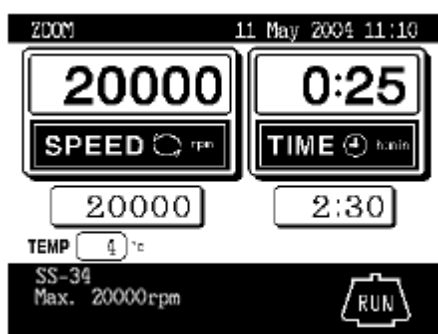 ZOOM 11 May 2004 11:10
20000 0:25
SPEED rpm TIME h:min
20000 2:30
TEMP 4 °C
SS-34
Max. 20000rpm
RUN